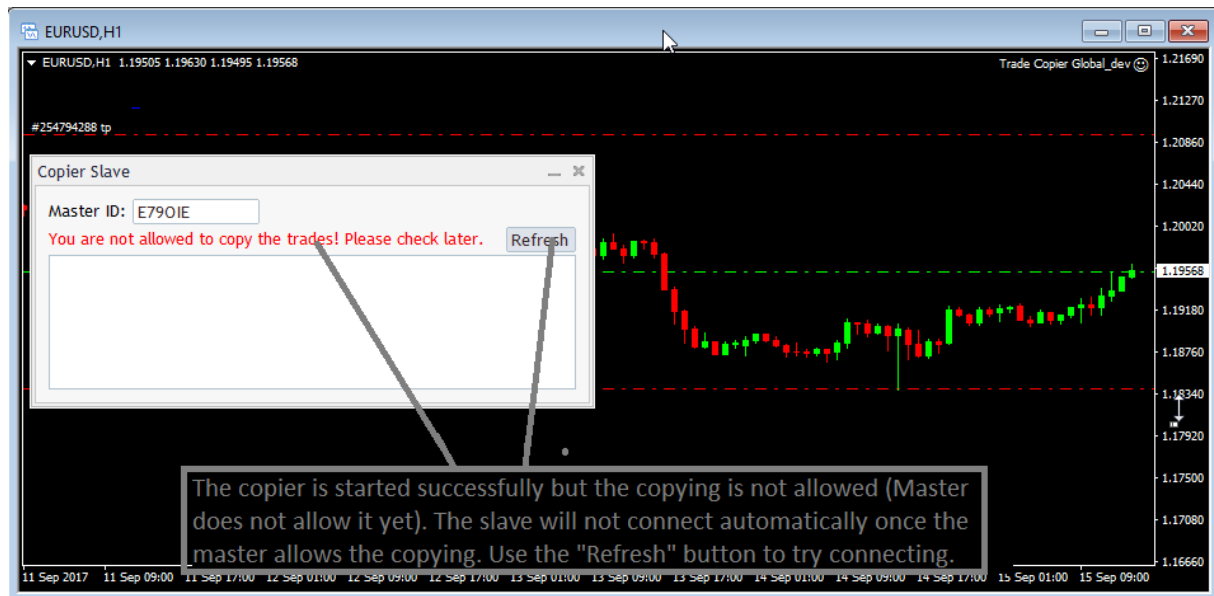 EURUSD,H1
EURUSD,H1 1.19505 1.19630 1.19495 1.19568
Trade Copier Global_dev
1.21690
1.21270
#254794288 tp
1.20860
Copier Slave
1.20440
Master ID: E79OIE
1.20020
You are not allowed to copy the trades! Please check later.
Refresh
1.19568
1.19180
1.18760
1.18340
1.17920
The copier is started successfully but the copying is not allowed (Master
1.17500
does not allow it yet). The slave will not connect automatically once the
1.17080
master allows the copying. Use the "Refresh" button to try connecting.
1.16660
11 Sep 2017 11 Sep 09:00 11 Sep 17:00 12 Sep 01:00 12 Sep 09:00 12 Sep 17:00 13 Sep 01:00 13 Sep 09:00 13 Sep 17:00 14 Sep 01:00 14 Sep 09:00 14 Sep 17:00 15 Sep 01:00 15 Sep 09:00